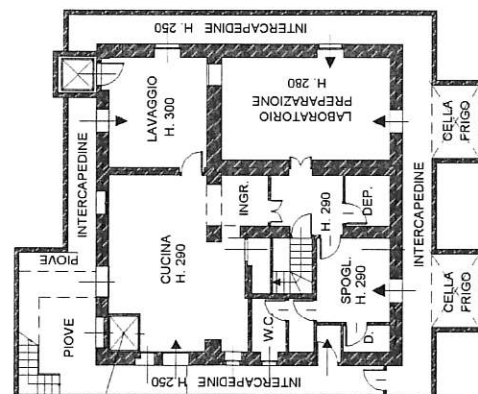 INTERCAPEDINE H. 250
LAVAGGIO
H. 300
LABORATORIO
PREPARAZIONE
H. 280
INTERCAPEDINE
CELLA
FRIGO
INGR.
H. 290
DEP.
CUCINA
H. 290
PIOVE
PIOVE
INTERCAPEDINE
W.C.
SPOGL.
H. 290
D.
CELLA
FRIGO
INTERCAPEDINE
H.250